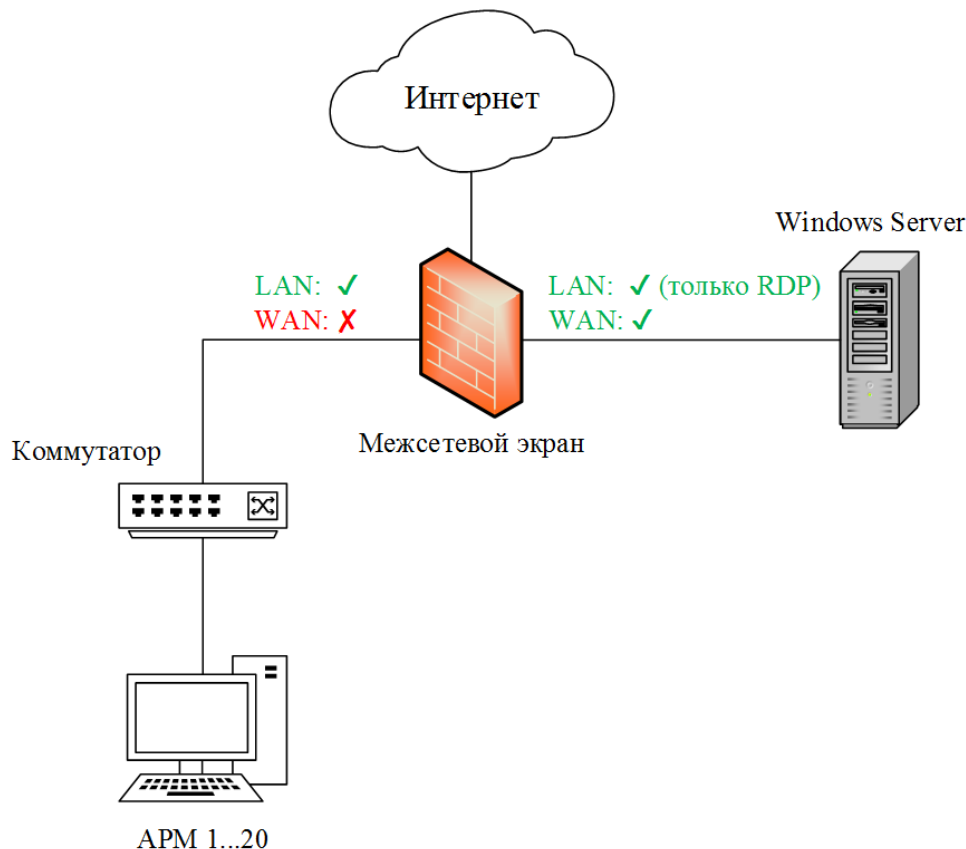 Интернет
Windows Server
LAN: ✓
WAN: ✗
LAN: ✓ (только RDP)
WAN: ✓
Межсетевой экран
Коммутатор
АРМ 1...20